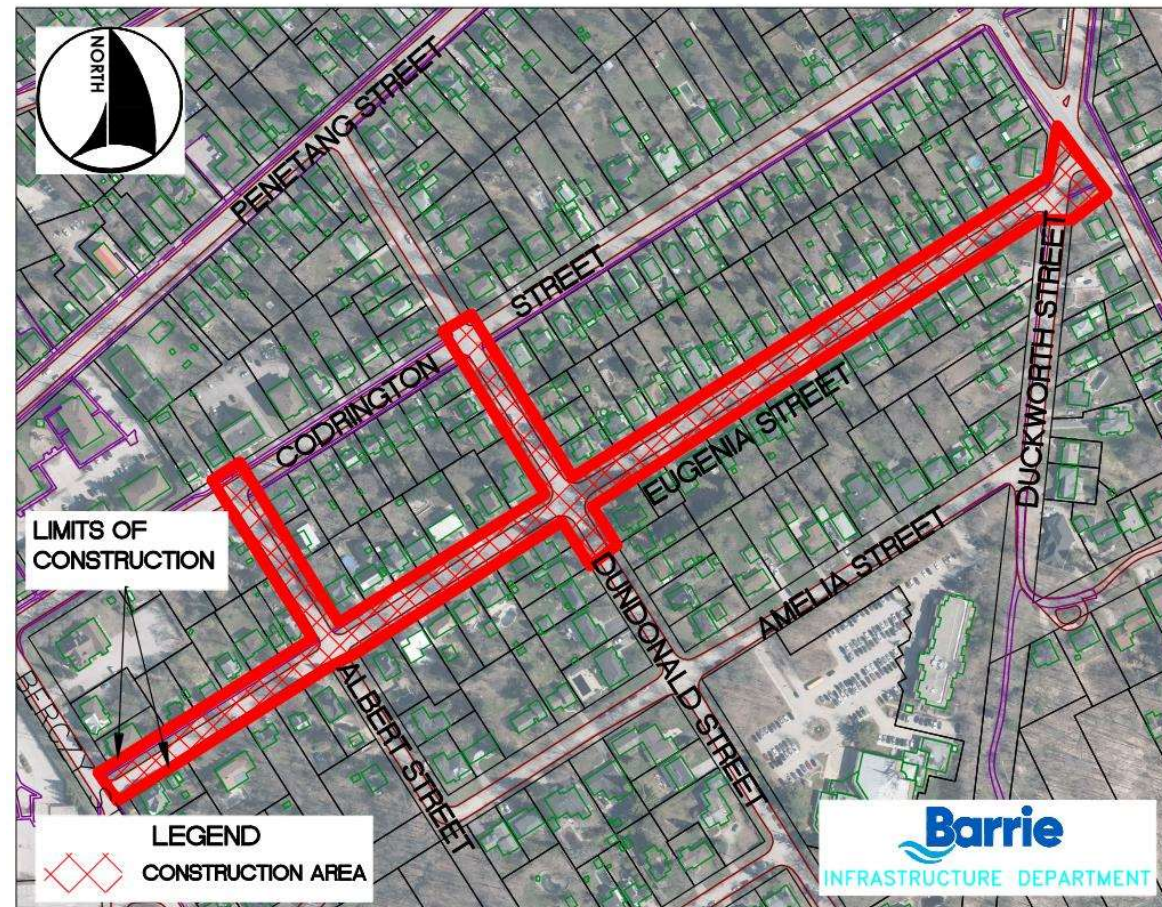 NORTH
PENETANG STREET
CODRINGTON
STREET
EUGENIA STREET
DUCKWORTH STREET
LIMITS OF
CONSTRUCTION
DUNDONALD STREET
AMELIA STREET
ALBERT STREET
LEGEND
CONSTRUCTION AREA
Barrie
INFRASTRUCTURE DEPARTMENT